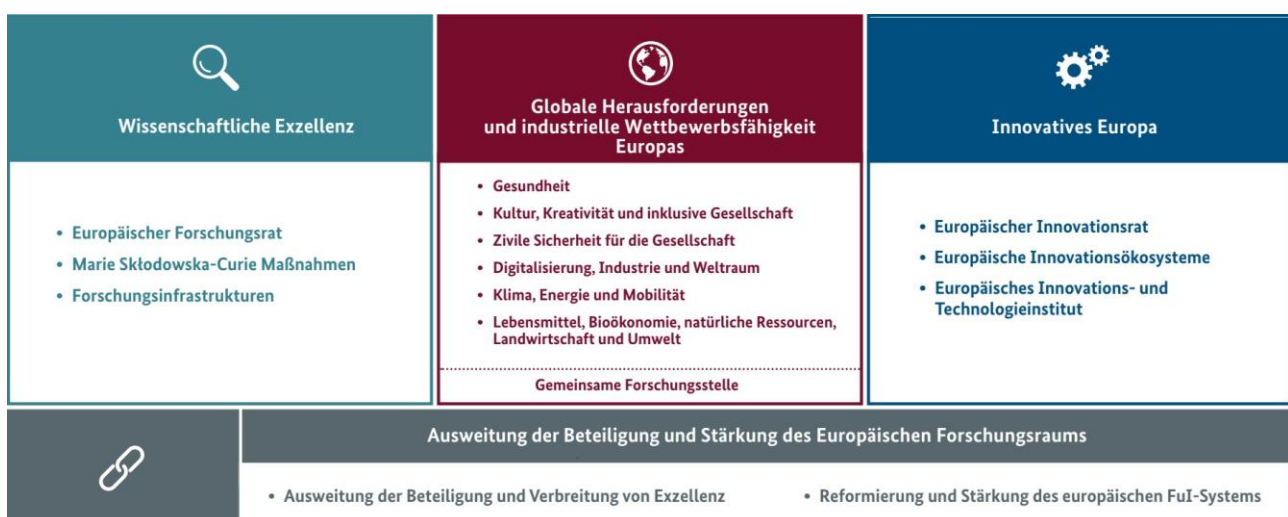 Wissenschaftliche Exzellenz
• Europäischer Forschungsrat
• Marie Skłodowska-Curie Maßnahmen
• Forschungsinfrastrukturen
Globale Herausforderungen
und industrielle Wettbewerbsfähigkeit
Europas
• Gesundheit
• Kultur, Kreativität und inklusive Gesellschaft
• Zivile Sicherheit für die Gesellschaft
• Digitalisierung, Industrie und Weltraum
• Klima, Energie und Mobilität
• Lebensmittel, Bioökonomie, natürliche Ressourcen,
Landwirtschaft und Umwelt
Gemeinsame Forschungsstelle
Innovatives Europa
• Europäischer Innovationsrat
• Europäische Innovationsökosysteme
• Europäisches Innovations- und
Technologieinstitut
Ausweitung der Beteiligung und Stärkung des Europäischen Forschungsraums
• Ausweitung der Beteiligung und Verbreitung von Exzellenz
• Reformierung und Stärkung des europäischen FuI-Systems